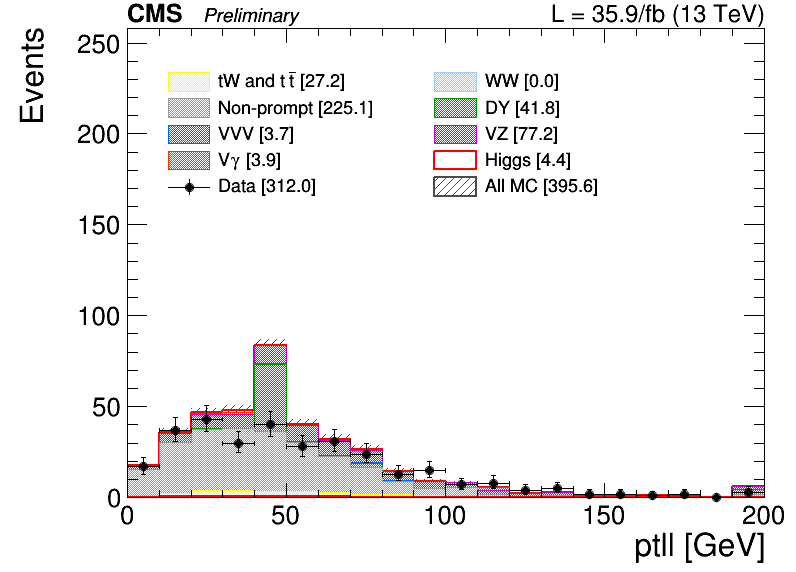 CMS Preliminary L = 35.9/fb (13 TeV)
Events
250
200
150
100
50
0
tW and t t̄ [27.2]
Non-prompt [225.1]
VVV [3.7]
Vγ [3.9]
Data [312.0]
WW [0.0]
DY [41.8]
VZ [77.2]
Higgs [4.4]
All MC [395.6]
0 50 100 150 200
ptll [GeV]